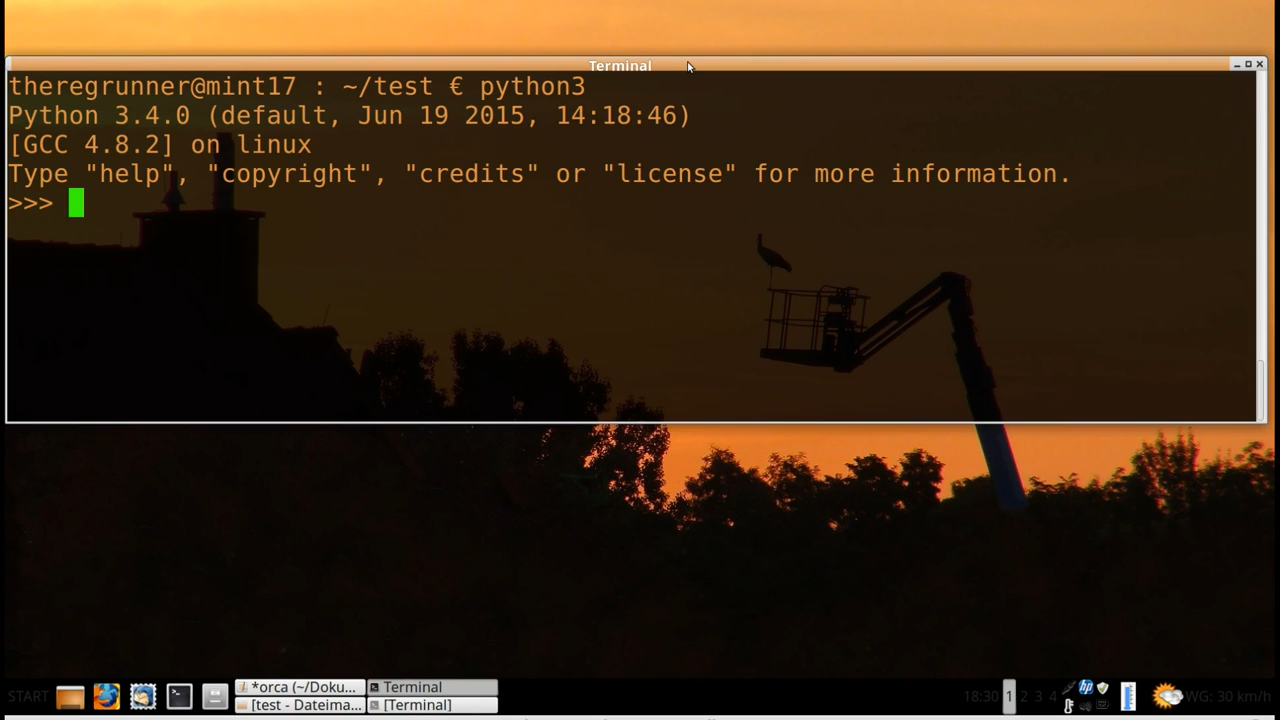 Terminal
theregrunner@mint17 : ~/test € python3
Python 3.4.0 (default, Jun 19 2015, 14:18:46)
[GCC 4.8.2] on linux
Type "help", "copyright", "credits" or "license" for more information.
>>>
START
*orca (~/Doku...
Terminal
[test - Dateima...
[Terminal]
18:30
1 2 3 4
hp
WG: 30 km/h